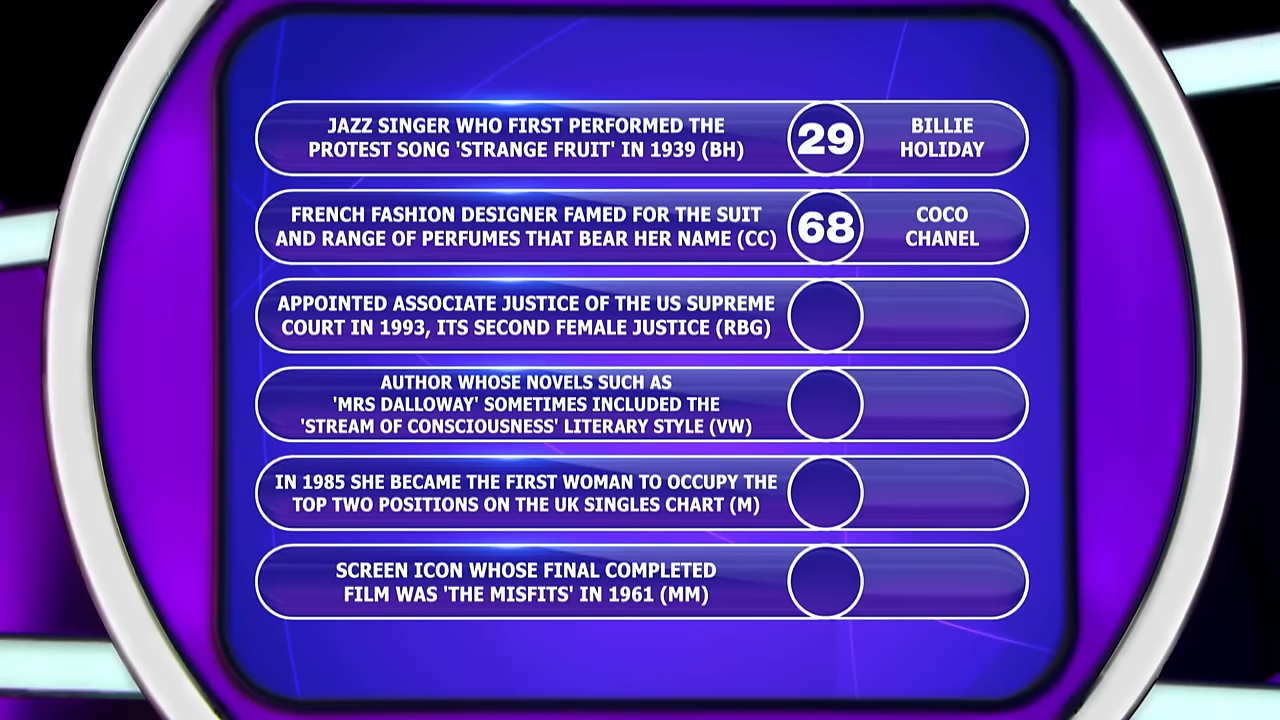 JAZZ SINGER WHO FIRST PERFORMED THE
PROTEST SONG 'STRANGE FRUIT' IN 1939 (BH)
29
BILLIE
HOLIDAY
FRENCH FASHION DESIGNER FAMED FOR THE SUIT
AND RANGE OF PERFUMES THAT BEAR HER NAME (CC)
68
COCO
CHANEL
APPOINTED ASSOCIATE JUSTICE OF THE US SUPREME
COURT IN 1993, ITS SECOND FEMALE JUSTICE (RBG)
AUTHOR WHOSE NOVELS SUCH AS
'MRS DALLOWAY' SOMETIMES INCLUDED THE
'STREAM OF CONSCIOUSNESS' LITERARY STYLE (VW)
IN 1985 SHE BECAME THE FIRST WOMAN TO OCCUPY THE
TOP TWO POSITIONS ON THE UK SINGLES CHART (M)
SCREEN ICON WHOSE FINAL COMPLETED
FILM WAS 'THE MISFITS' IN 1961 (MM)